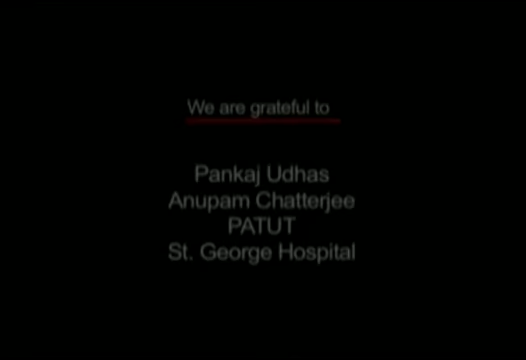 We are grateful to
Pankaj Udhas
Anupam Chatterjee
PATUT
St. George Hospital